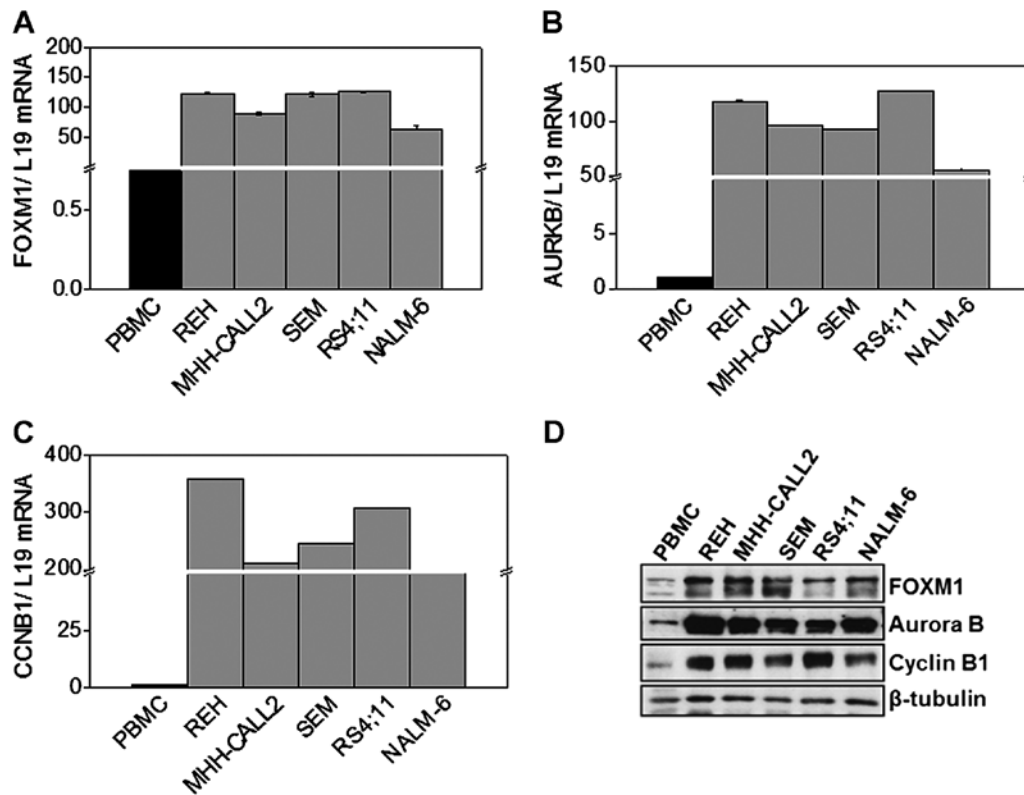 A
FOXM1/ L19 mRNA
200
150
100
50
0.5
0.0
PBMC
REH
MHH-CALL2
SEM
RS4;11
NALM-6
B
AURKB/ L19 mRNA
150
100
50
5
0
PBMC
REH
MHH-CALL2
SEM
RS4;11
NALM-6
C
CCNB1/ L19 mRNA
400
300
200
25
0
PBMC
REH
MHH-CALL2
SEM
RS4;11
NALM-6
D
PBMC
REH
MHH-CALL2
SEM
RS4;11
NALM-6
FOXM1
Aurora B
Cyclin B1
β-tubulin